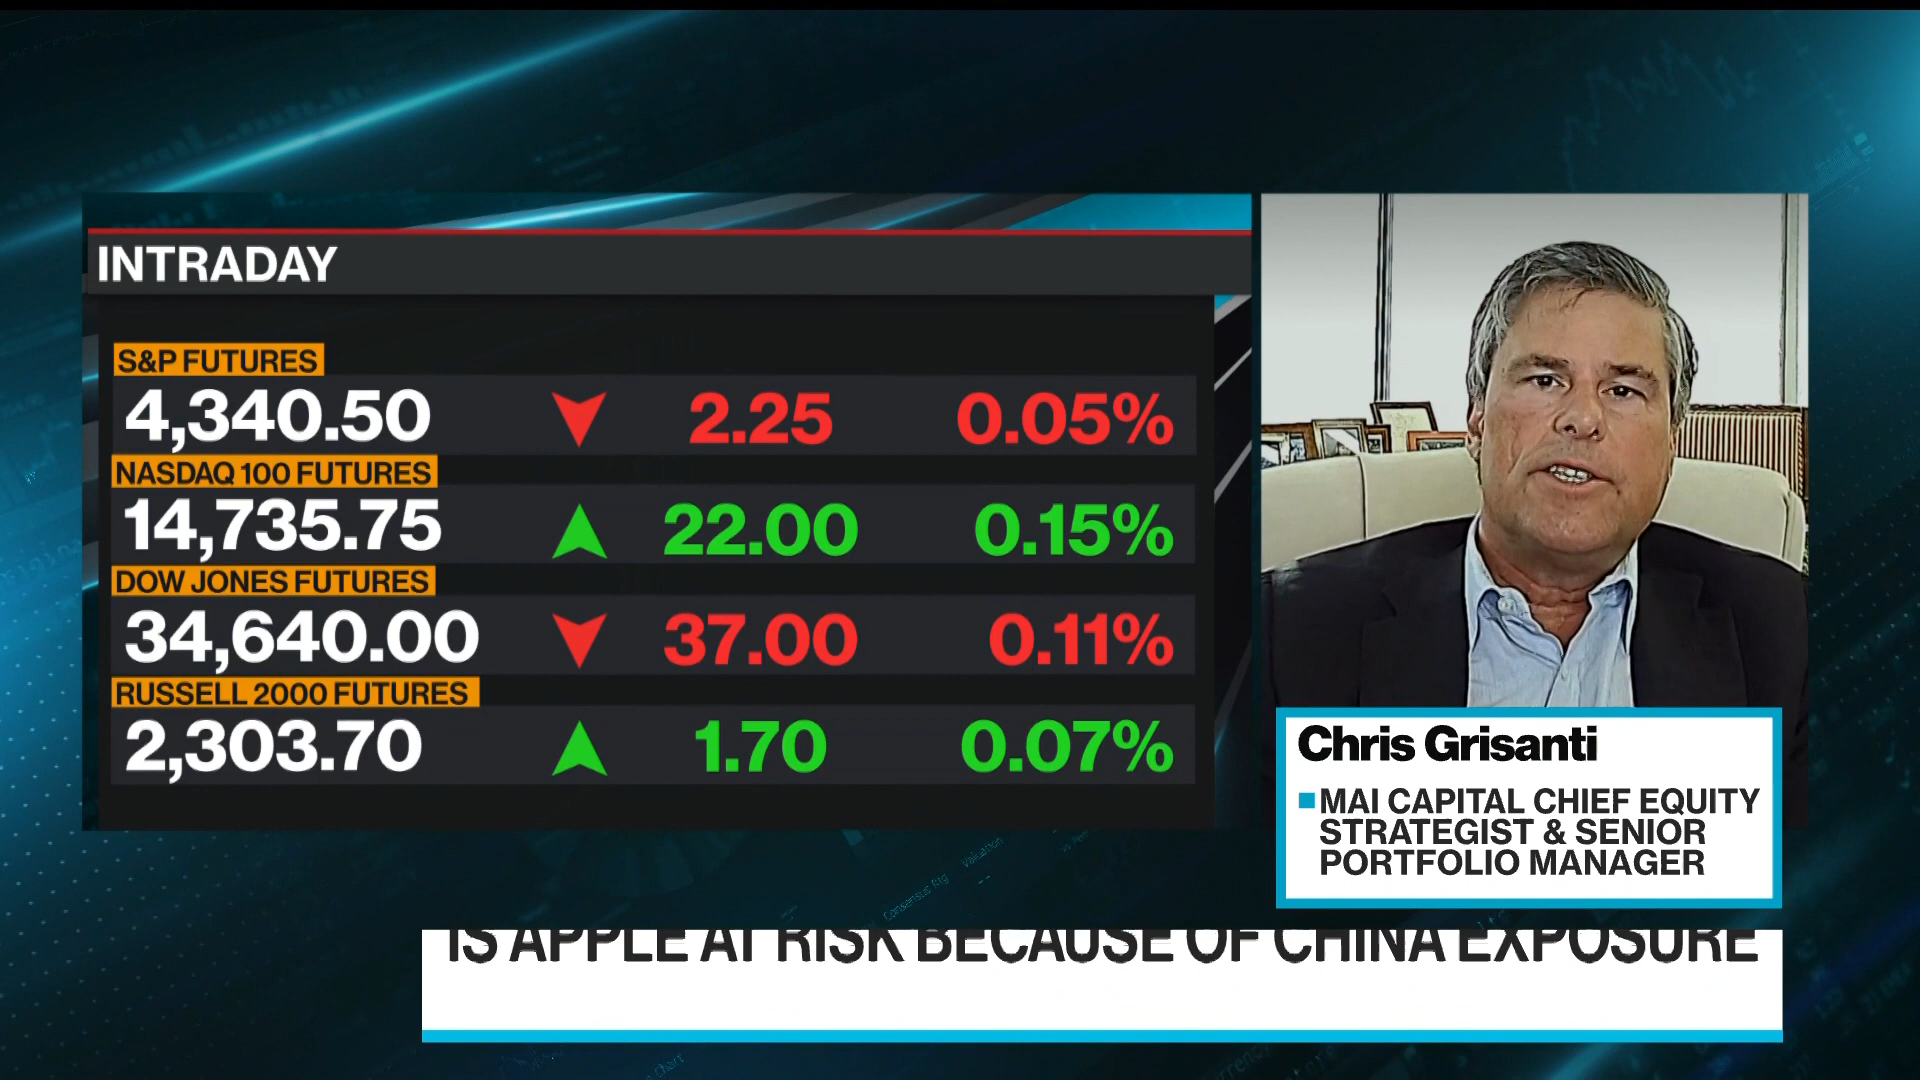 INTRADAY
S&P FUTURES
4,340.50 2.25 0.05%
NASDAQ 100 FUTURES
14,735.75 22.00 0.15%
DOW JONES FUTURES
34,640.00 37.00 0.11%
RUSSELL 2000 FUTURES
2,303.70 1.70 0.07%
Chris Grisanti
MAI CAPITAL CHIEF EQUITY
STRATEGIST & SENIOR
PORTFOLIO MANAGER
Valuation
Consensus Rtg
IS APPLE AT RISK BECAUSE OF CHINA EXPOSURE